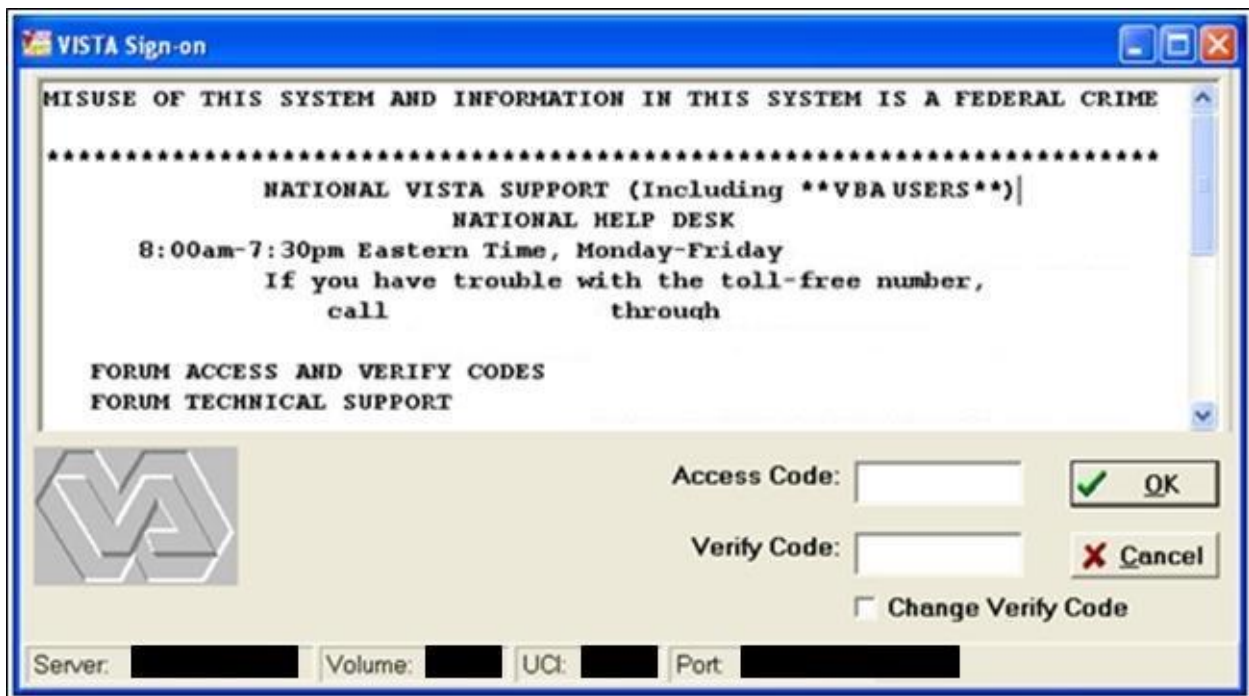 VISTA Sign-on
MISUSE OF THIS SYSTEM AND INFORMATION IN THIS SYSTEM IS A FEDERAL CRIME
***********************************************************************
NATIONAL VISTA SUPPORT (Including **VBA USERS**)
NATIONAL HELP DESK
8:00am-7:30pm Eastern Time, Monday-Friday
If you have trouble with the toll-free number,
call through
FORUM ACCESS AND VERIFY CODES
FORUM TECHNICAL SUPPORT
Access Code:
OK
Verify Code:
Cancel
Change Verify Code
Server: Volume: UCI: Port: